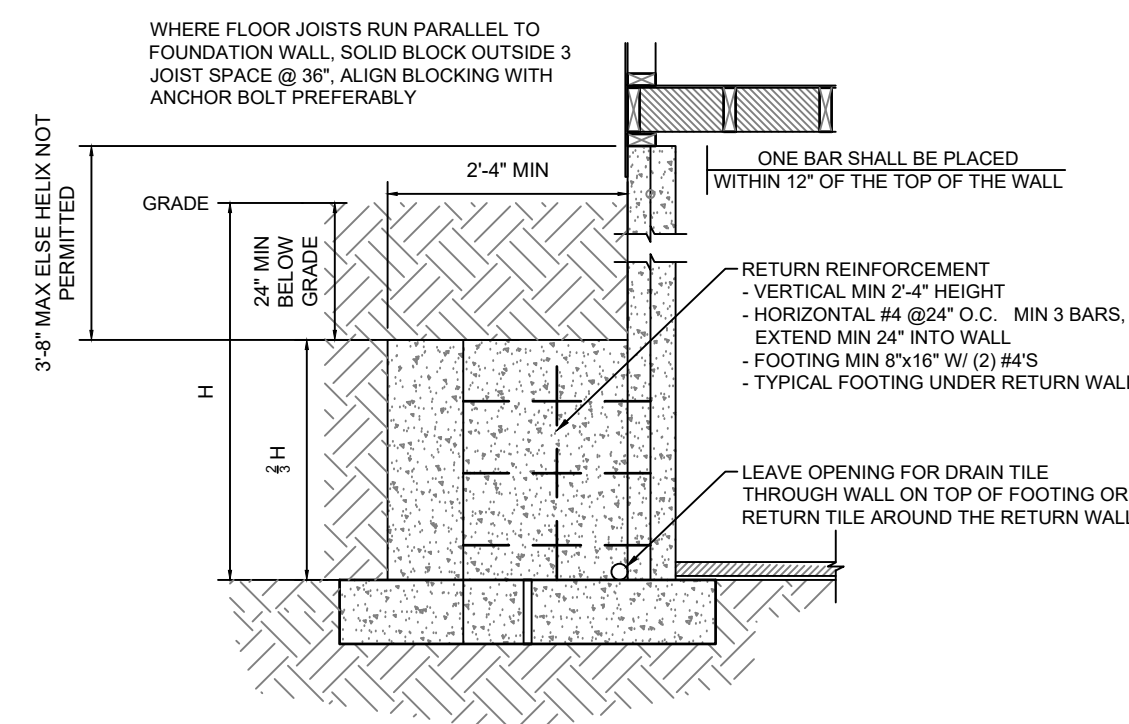 WHERE FLOOR JOISTS RUN PARALLEL TO
FOUNDATION WALL, SOLID BLOCK OUTSIDE 3
JOIST SPACE @ 36", ALIGN BLOCKING WITH
ANCHOR BOLT PREFERABLY
3'-8" MAX ELSE HELIX NOT
PERMITTED
2'-4" MIN
ONE BAR SHALL BE PLACED
WITHIN 12" OF THE TOP OF THE WALL
GRADE
24" MIN
BELOW
GRADE
RETURN REINFORCEMENT
- VERTICAL MIN 2'-4" HEIGHT
- HORIZONTAL #4 @24" O.C. MIN 3 BARS,
EXTEND MIN 24" INTO WALL
- FOOTING MIN 8"x16" W/ (2) #4'S
- TYPICAL FOOTING UNDER RETURN WALL
H
2/3 H
LEAVE OPENING FOR DRAIN TILE
THROUGH WALL ON TOP OF FOOTING OR
RETURN TILE AROUND THE RETURN WALL